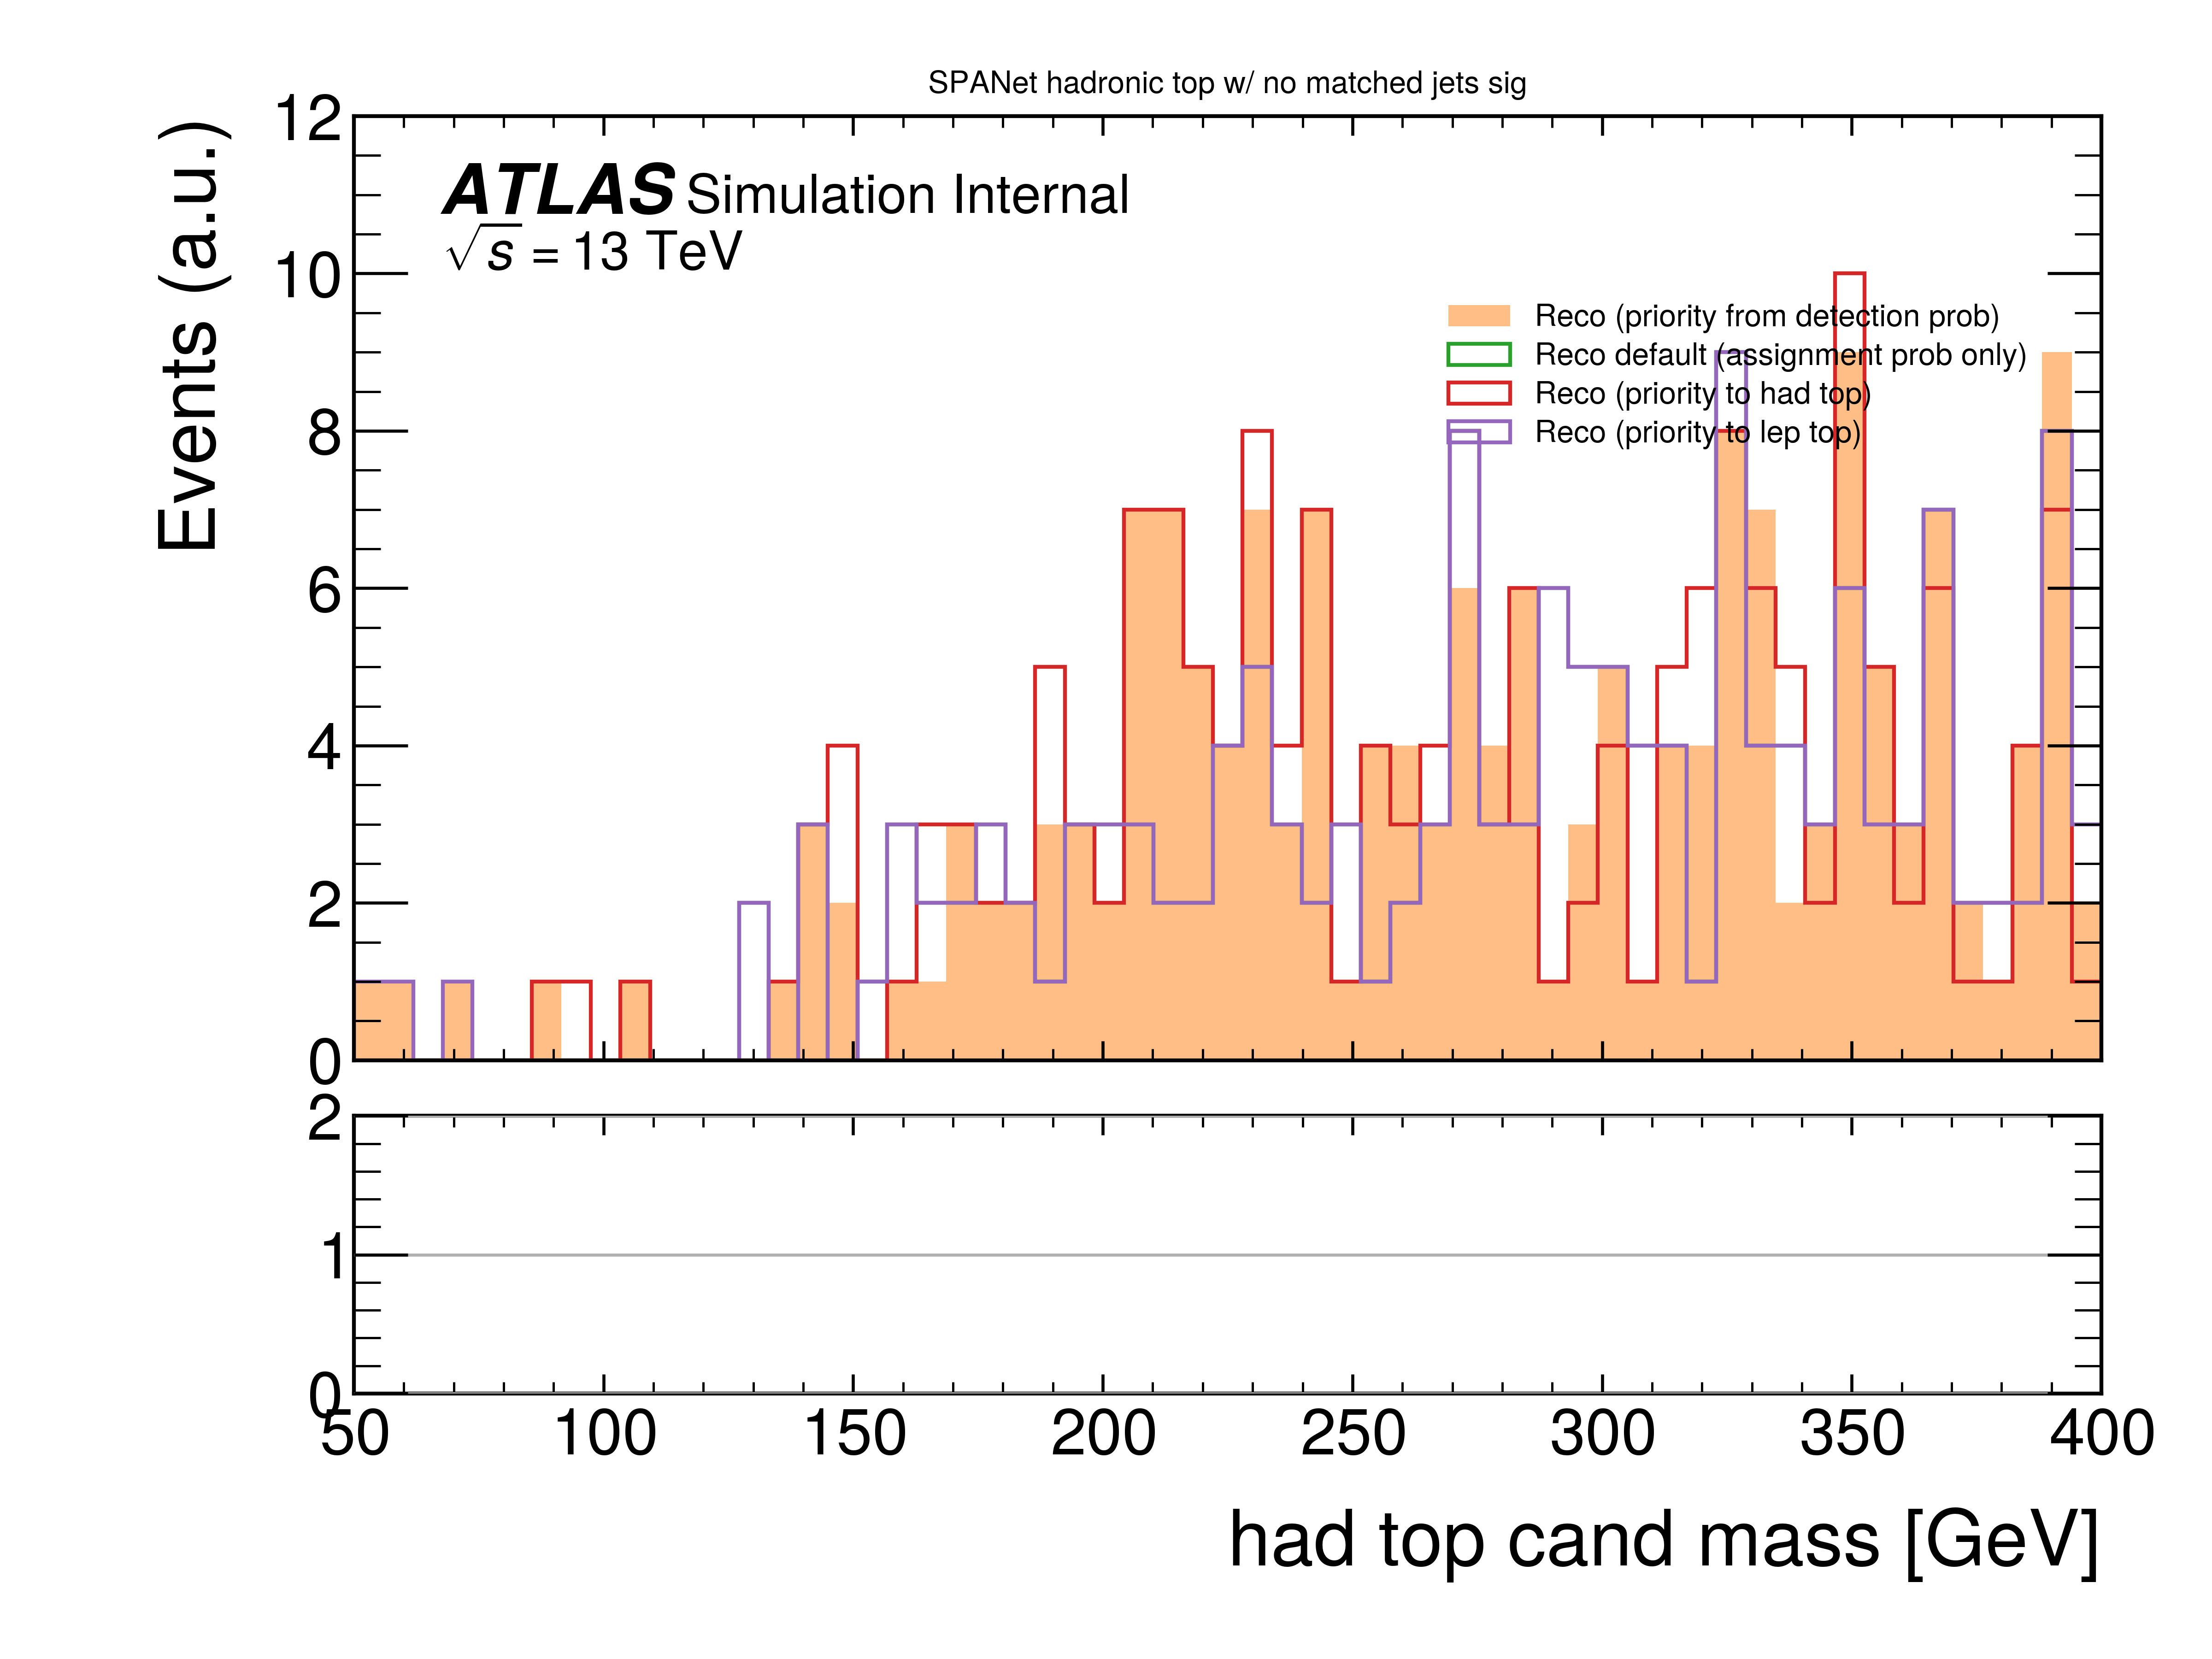 SPANet hadronic top w/ no matched jets sig
12
ATLAS Simulation Internal
√s = 13 TeV
Events (a.u.)
10
Reco (priority from detection prob)
Reco default (assignment prob only)
Reco (priority to had top)
Reco (priority to lep top)
8
6
4
2
0
2
1
0
50 100 150 200 250 300 350 400
had top cand mass [GeV]